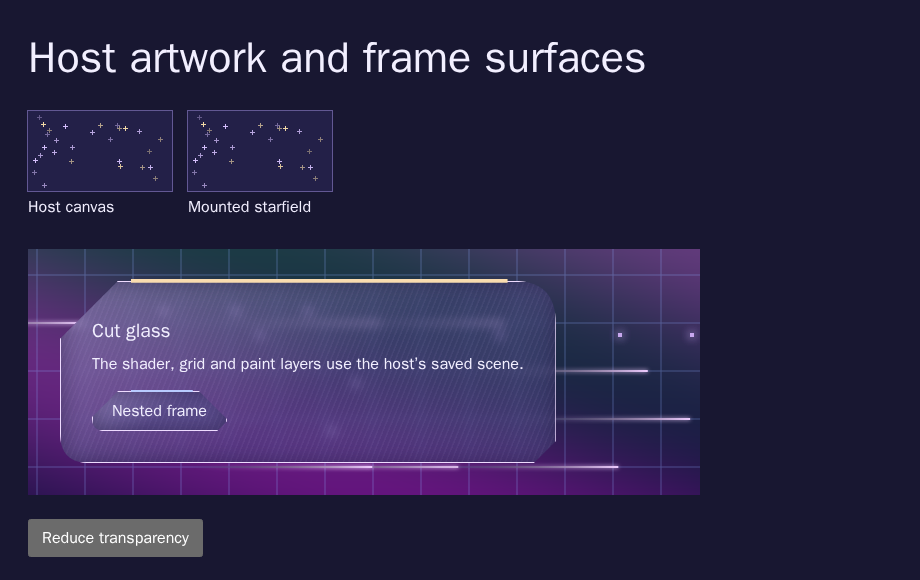 Host artwork and frame surfaces
Host canvas
Mounted starfield
Cut glass
The shader, grid and paint layers use the host's saved scene.
Nested frame
Reduce transparency